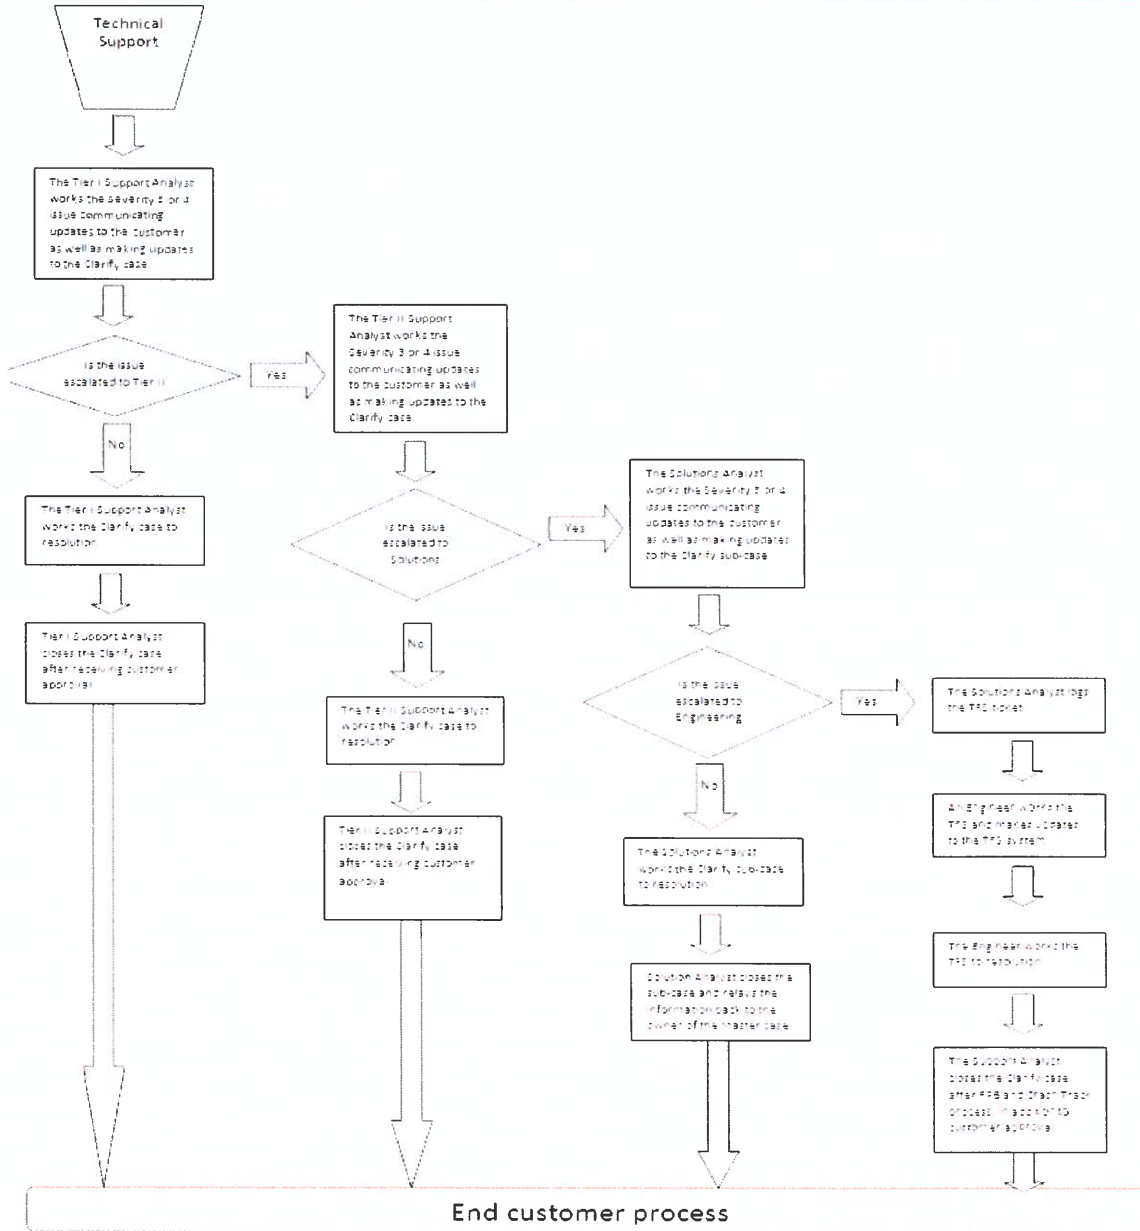 Technical
Support
The Tier I Support Analyst
works the Severity 3 or 4
issue communicating
updates to the customer
as well as making updates
to the Clarify case
Is the issue
escalated to Tier II
Yes
No
The Tier I Support Analyst
works the Clarify case to
resolution
Tier I Support Analyst
closes the Clarify case
after receiving customer
approval
The Tier II Support
Analyst works the
Severity 3 or 4 issue
communicating updates
to the customer as well
as making updates to the
Clarify case
Is the issue
escalated to
Solutions
Yes
No
The Tier II Support Analyst
works the Clarify case to
resolution
Tier II Support Analyst
closes the Clarify case
after receiving customer
approval
The Solutions Analyst
works the Severity 3 or 4
issue communicating
updates to the customer
as well as making updates
to the Clarify sub-case
Is the issue
escalated to
Engineering
Yes
No
The Solutions Analyst
works the Clarify sub-case
to resolution
Solution Analyst closes the
sub-case and relays the
information back to the
owner of the master case
The Solutions Analyst logs
the TFS ticket
An Engineer works the
TFS and makes updates
to the TFS system
The Engineer works the
TFS to resolution
The Support Analyst
closes the Clarify case
after and Track
process, in addition to
customer approval
End customer process